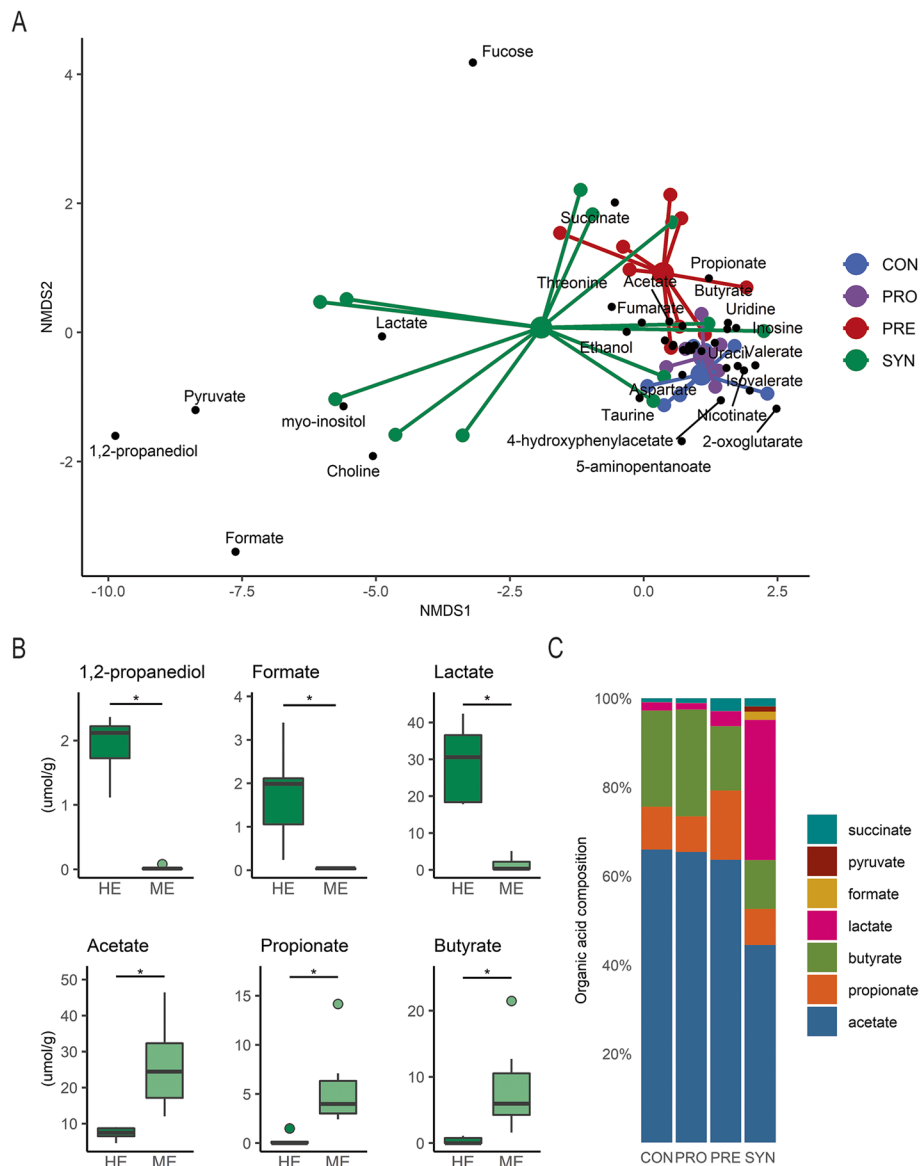 A
Fucose
4
2
Succinate
Propionate
Threonine
Acetate
Butyrate
Fumarate
Uridine
Lactate
Inosine
Ethanol
Uracil
Valerate
NMDS2
0
Pyruvate
myo-inositol
Aspartate
Isovalerate
Taurine
Nicotinate
1,2-propanediol
4-hydroxyphenylacetate
2-oxoglutarate
-2
Choline
5-aminopentanoate
Formate
-10.0
-7.5
-5.0
-2.5
0.0
2.5
NMDS1
CON
PRO
PRE
SYN
B
1,2-propanediol
*
2
1
0
(umol/g)
HE ME
Formate
*
4
3
2
1
0
HE ME
Lactate
*
40
30
20
10
0
HE ME
Acetate
*
50
40
30
20
10
(umol/g)
HE ME
Propionate
*
15
10
5
0
HE ME
Butyrate
*
20
10
0
HE ME
C
100%
80%
60%
40%
20%
Organic acid composition
CON PRO PRE SYN
succinate
pyruvate
formate
lactate
butyrate
propionate
acetate